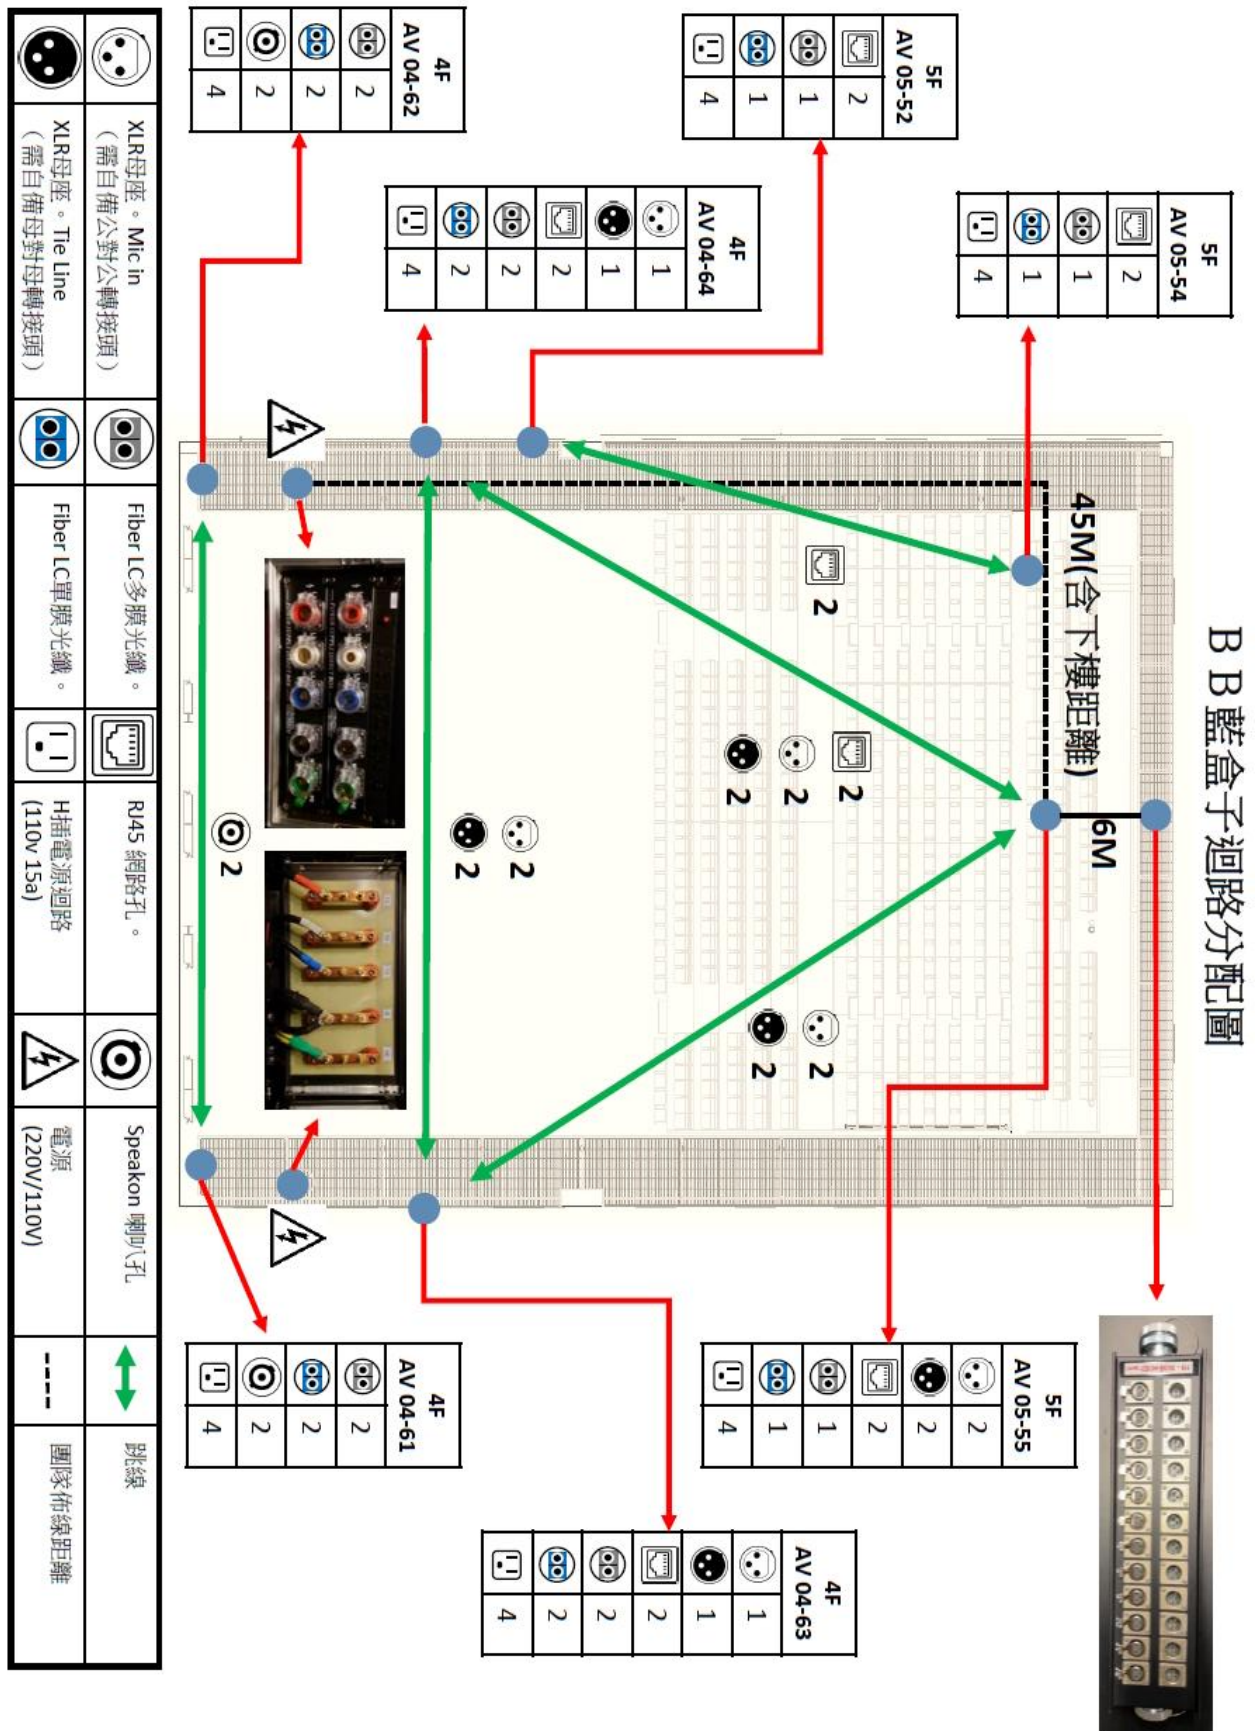 B B藍盒子迴路分配圖
5F
AV 05-54
2
1
1
4
5F
AV 05-52
2
1
1
4
4F
AV 04-62
2
2
2
4
4F
AV 04-64
1
1
2
2
2
4
45M(含下樓距離)
6M
2
2
2
2
2
2
2
2
2
5F
AV 05-55
2
2
2
1
1
4
4F
AV 04-61
2
2
2
4
4F
AV 04-63
1
1
2
2
2
4
XLR母座。Mic in
（需自備公對公轉接頭）
Fiber LC多膜光纖。
RJ45 網路孔。
Speakon 喇叭孔
跳線
XLR母座。Tie Line
（需自備母對母轉接頭）
Fiber LC單膜光纖。
H插電源迴路
(110v 15a)
電源
(220V/110V)
團隊佈線距離